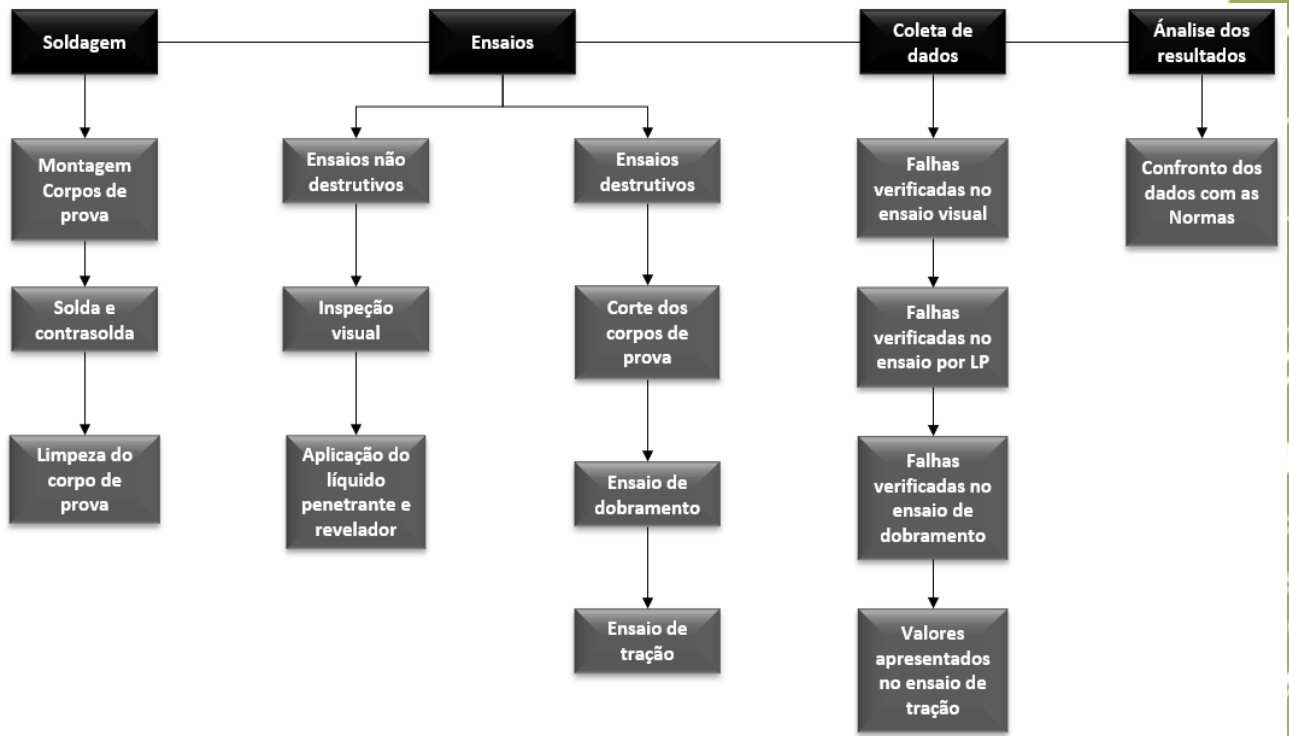 Soldagem
Ensaios
Coleta de
dados
Ánalise dos
resultados
Montagem
Corpos de
prova
Solda e
contrasolda
Limpeza do
corpo de
prova
Ensaios não
destrutivos
Inspeção
visual
Aplicação do
líquido
penetrante e
revelador
Ensaios
destrutivos
Corte dos
corpos de
prova
Ensaio de
dobramento
Ensaio de
tração
Falhas
verificadas no
ensaio visual
Falhas
verificadas no
ensaio por LP
Falhas
verificadas no
ensaio de
dobramento
Valores
apresentados
no ensaio de
tração
Confronto dos
dados com as
Normas